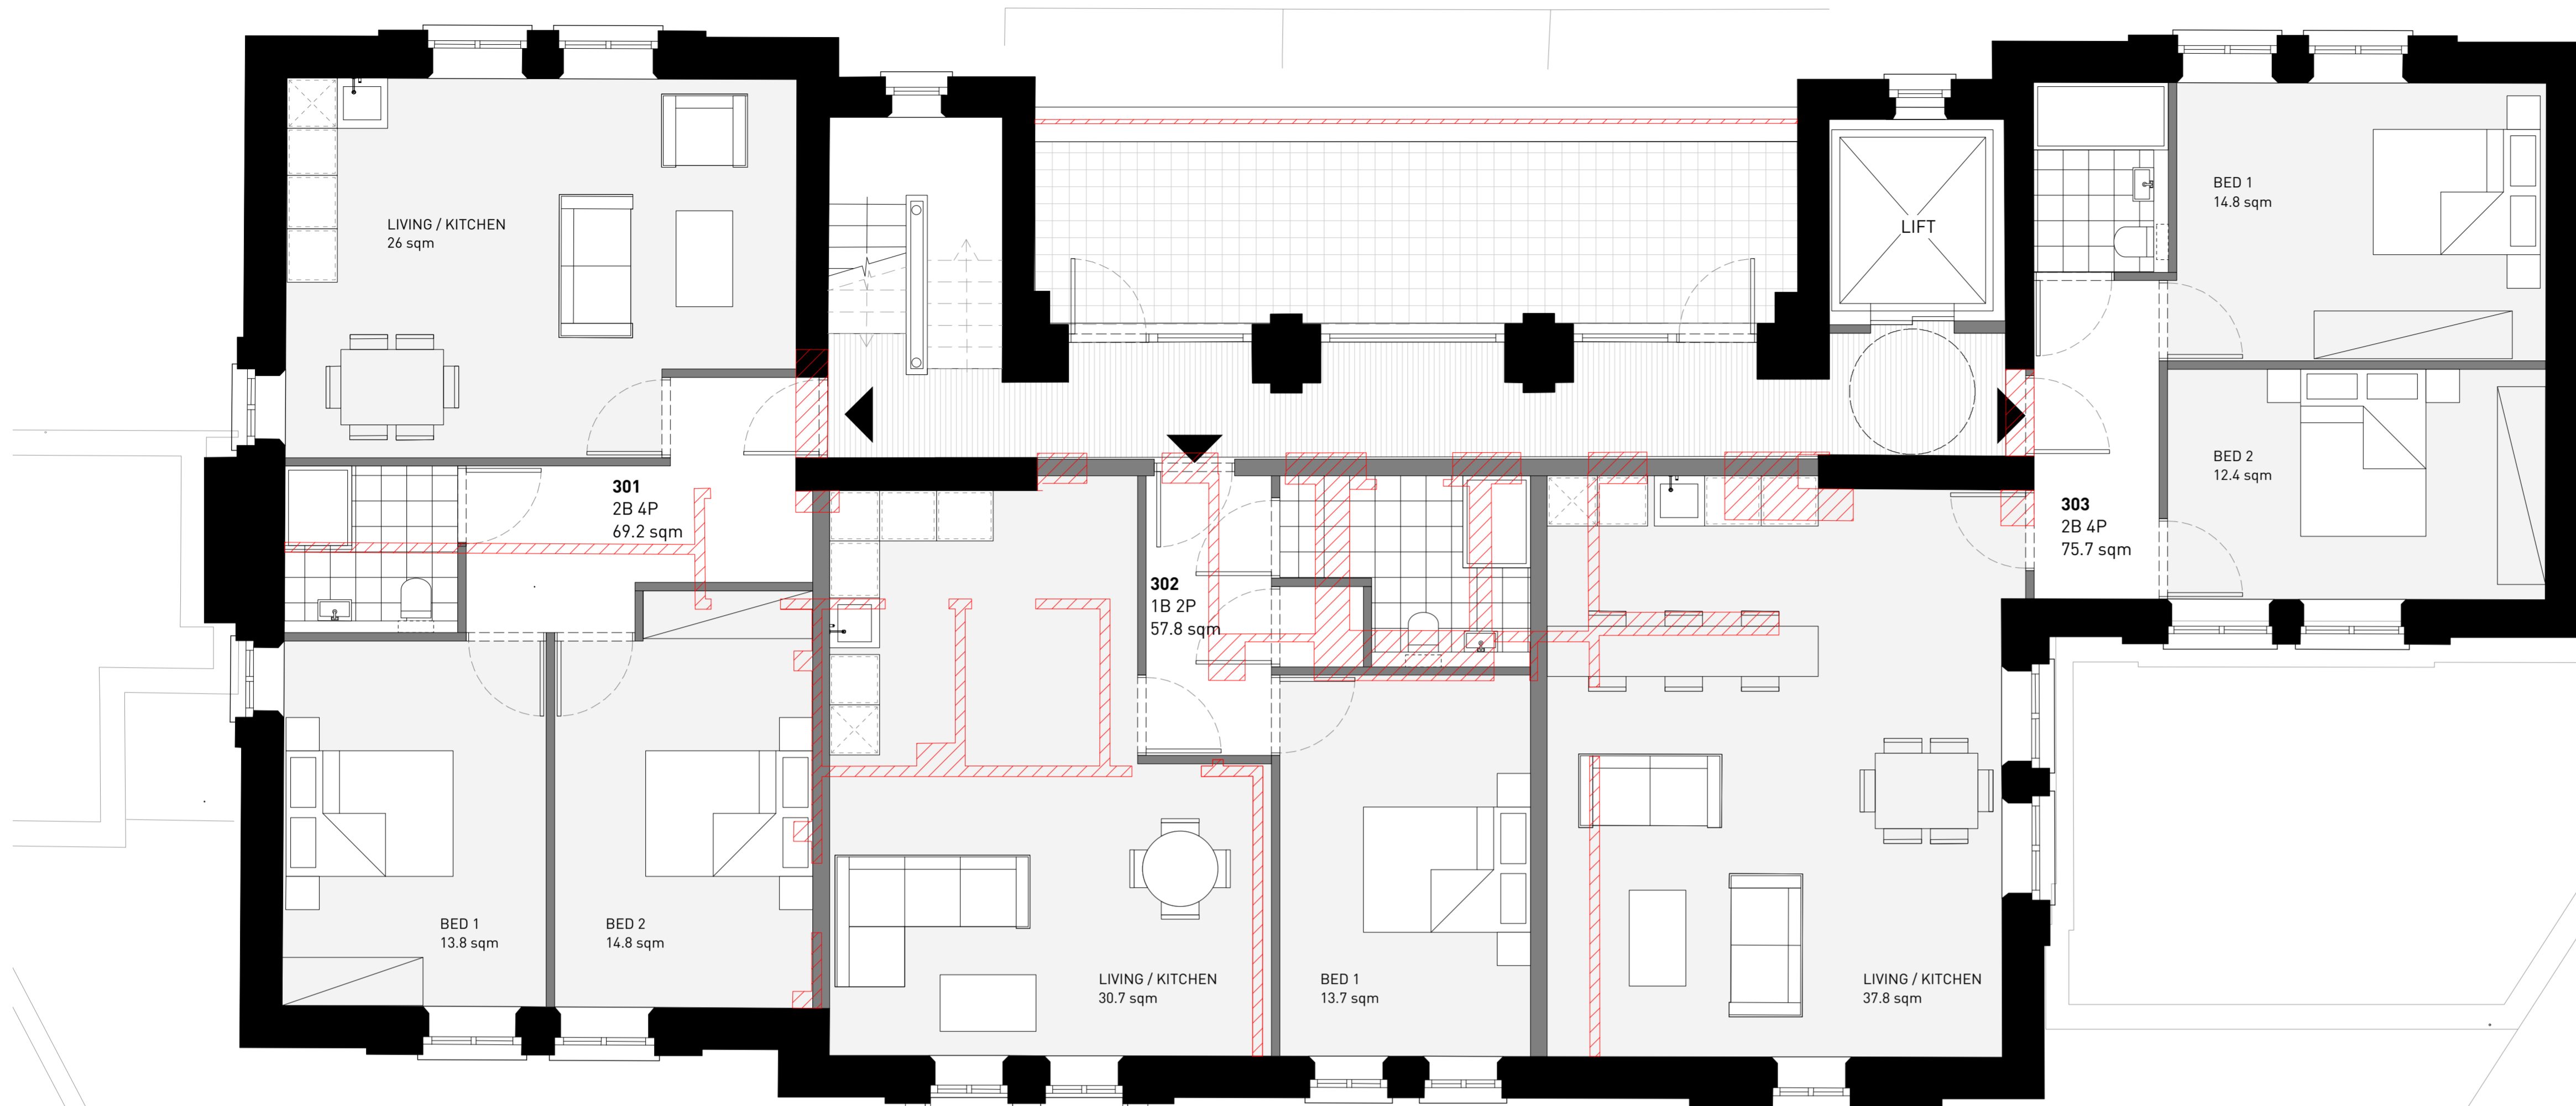 LIVING / KITCHEN
26 sqm
LIFT
BED 1
14.8 sqm
BED 2
12.4 sqm
301
2B 4P
69.2 sqm
302
1B 2P
57.8 sqm
303
2B 4P
75.7 sqm
BED 1
13.8 sqm
BED 2
14.8 sqm
LIVING / KITCHEN
30.7 sqm
BED 1
13.7 sqm
LIVING / KITCHEN
37.8 sqm